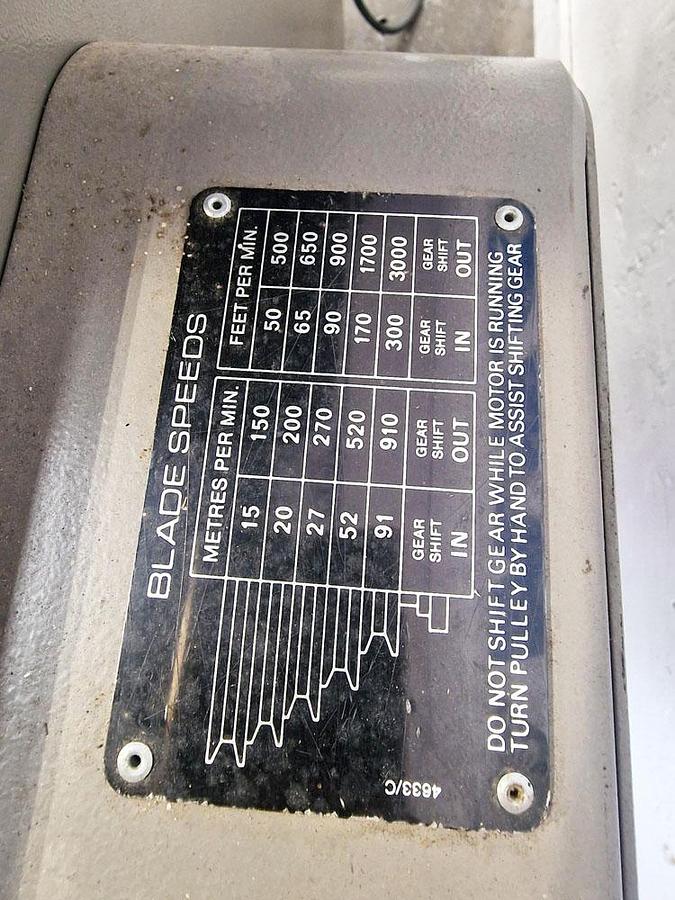 BLADE SPEEDS
METRES PER MIN. FEET PER MIN.
15 150 50 500
20 200 65 650
27 270 90 900
52 520 170 1700
91 910 300 3000
GEAR SHIFT IN GEAR SHIFT OUT GEAR SHIFT IN GEAR SHIFT OUT
DO NOT SHIFT GEAR WHILE MOTOR IS RUNNING
TURN PULLEY BY HAND TO ASSIST SHIFTING GEAR
4633/C